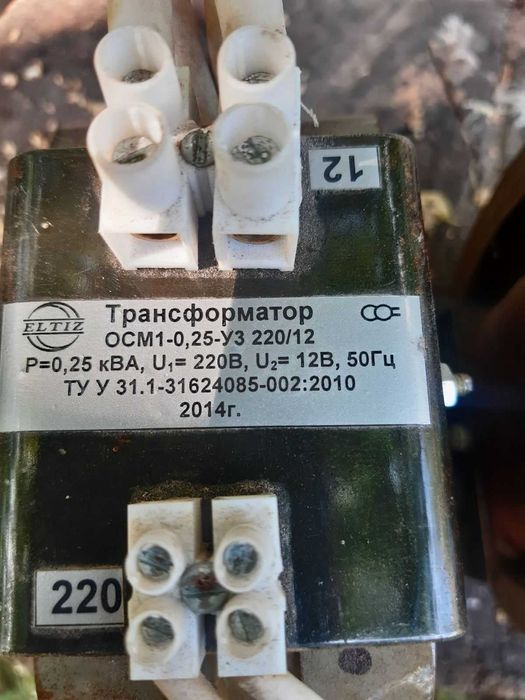 12
ELTIZ
Трансформатор
ОСМ1-0,25-У3 220/12
P=0,25 кВА, U₁= 220В, U₂= 12В, 50Гц
ТУ У 31.1-31624085-002:2010
2014г.
220